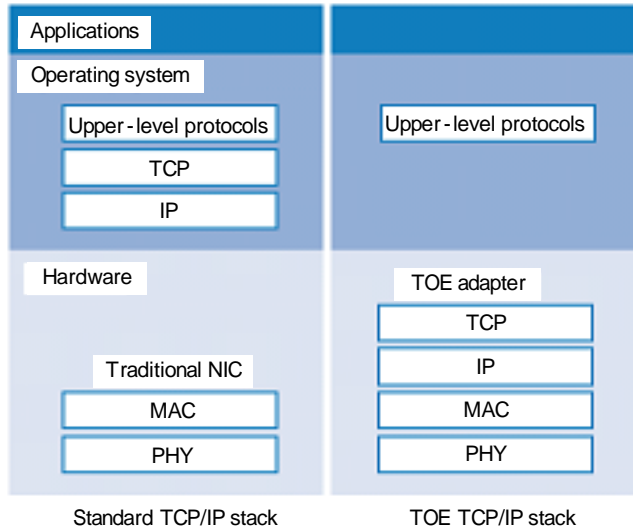 Applications
Operating system
Upper-level protocols
TCP
IP
Upper-level protocols
Hardware
Traditional NIC
MAC
PHY
TOE adapter
TCP
IP
MAC
PHY
Standard TCP/IP stack
TOE TCP/IP stack